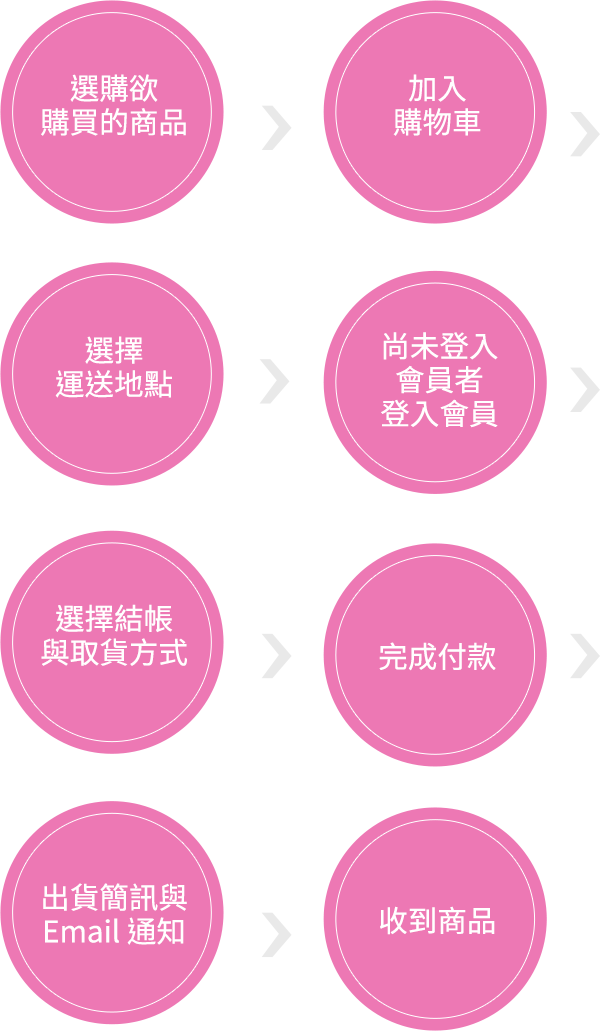 選購欲
購買的商品
加入
購物車
選擇
運送地點
尚未登入
會員者
登入會員
選擇結帳
與取貨方式
完成付款
出貨簡訊與
Email 通知
收到商品